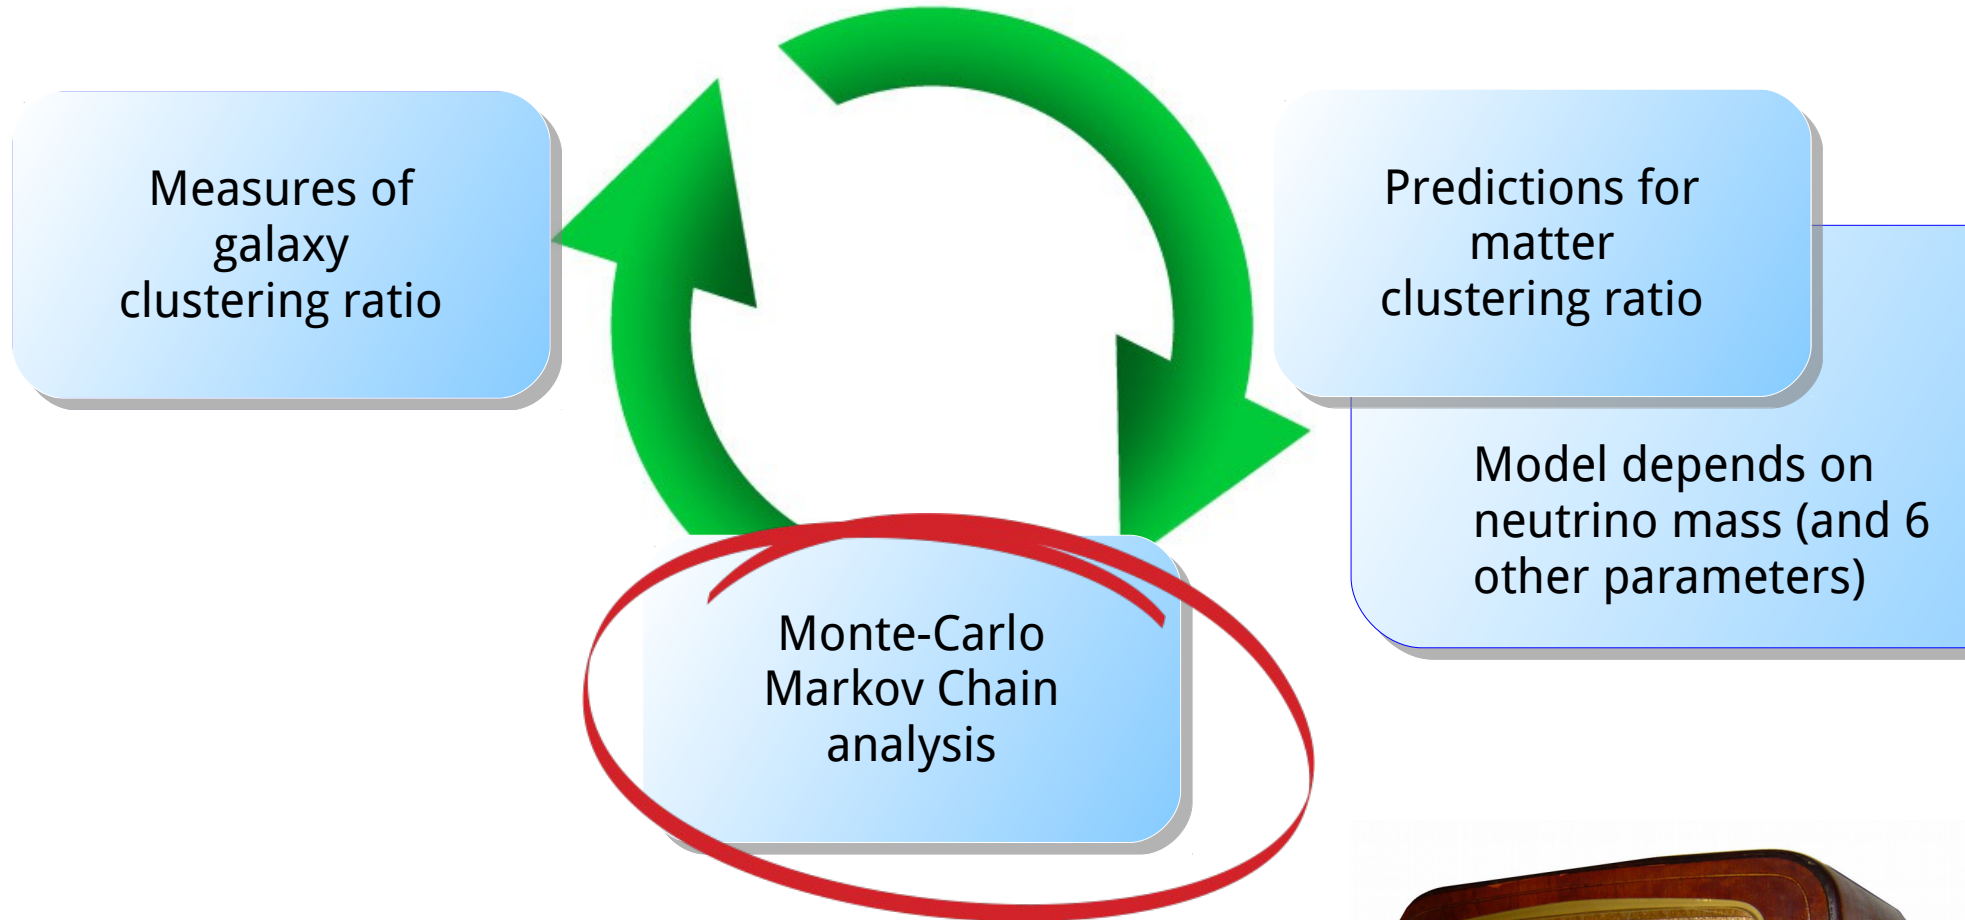 Measures of
galaxy
clustering ratio
Predictions for
matter
clustering ratio
Model depends on
neutrino mass (and 6
other parameters)
Monte-Carlo
Markov Chain
analysis